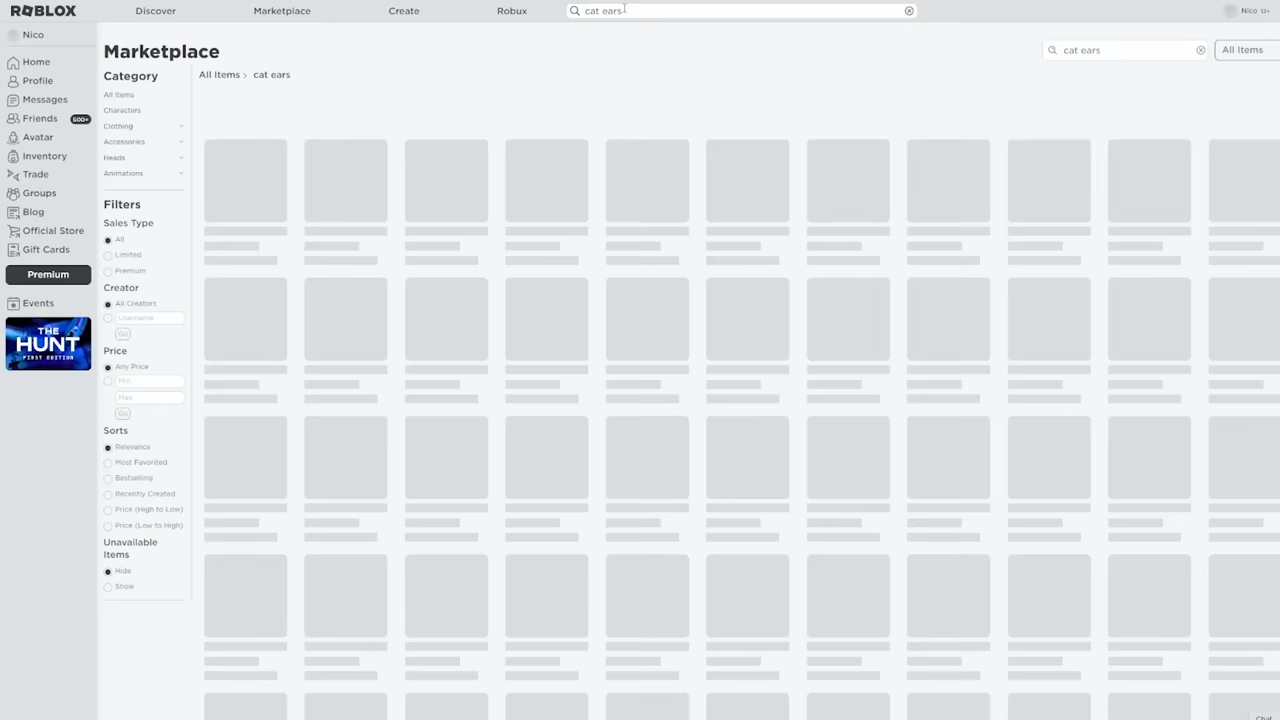 ROBLOX
Discover
Marketplace
Create
Robux
cat ears
Nico
Nico
Home
Profile
Messages
Friends
500+
Avatar
Inventory
Trade
Groups
Blog
Official Store
Gift Cards
Premium
Events
THE
HUNT
FIRST EDITION
Marketplace
cat ears
All Items
Category
All Items
Characters
Clothing
Accessories
Heads
Animations
Filters
Sales Type
All
Limited
Premium
Creator
All Creators
Username
Go
Price
Any Price
Min
Max
Go
Sorts
Relevance
Most Favorited
Bestselling
Recently Created
Price (High to Low)
Price (Low to High)
Unavailable
Items
Hide
Show
All Items › cat ears
Chat